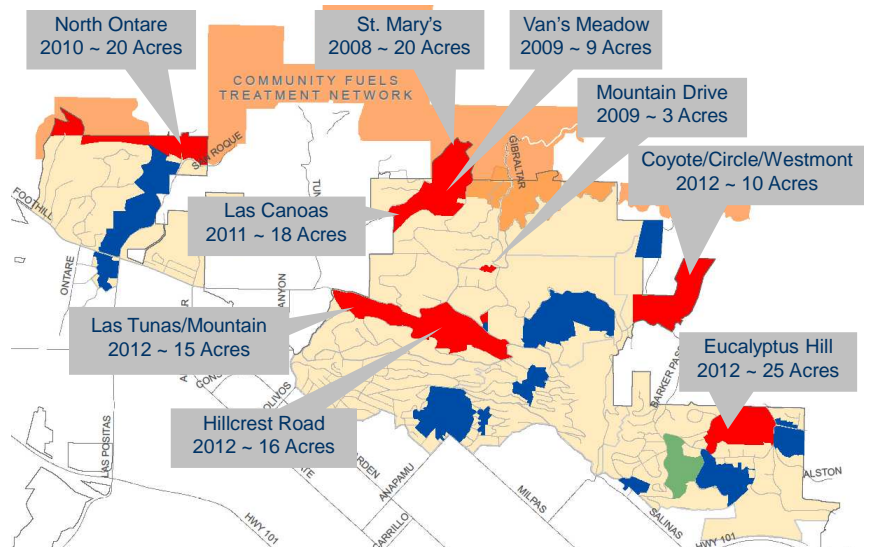 North Ontare
2010 ~ 20 Acres
St. Mary's
2008 ~ 20 Acres
Van's Meadow
2009 ~ 9 Acres
COMMUNITY FUELS
TREATMENT NETWORK
Mountain Drive
2009 ~ 3 Acres
SAN ROQUE
GIBRALTAR
Coyote/Circle/Westmont
2012 ~ 10 Acres
FOOTHILL
Las Canoas
2011 ~ 18 Acres
ONTARE
Las Tunas/Mountain
2012 ~ 15 Acres
Eucalyptus Hill
2012 ~ 25 Acres
Hillcrest Road
2012 ~ 16 Acres
LAS POSITAS
ANAPAMU
MILPAS
SALINAS
ALSTON
CARRILLO
HWY 101
HWY 101